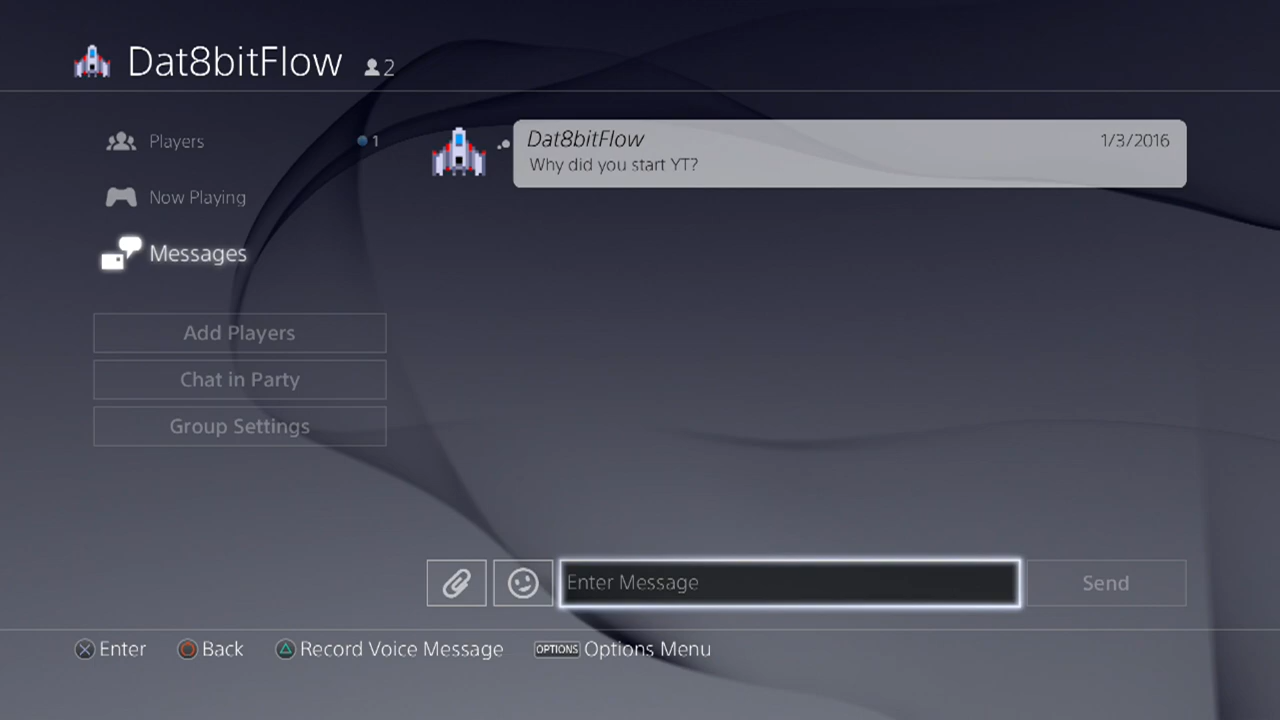 Dat8bitFlow 2
Players 1
Now Playing
Messages
Add Players
Chat in Party
Group Settings
Dat8bitFlow 1/3/2016
Why did you start YT?
Enter Message
Send
Enter Back Record Voice Message OPTIONS Options Menu